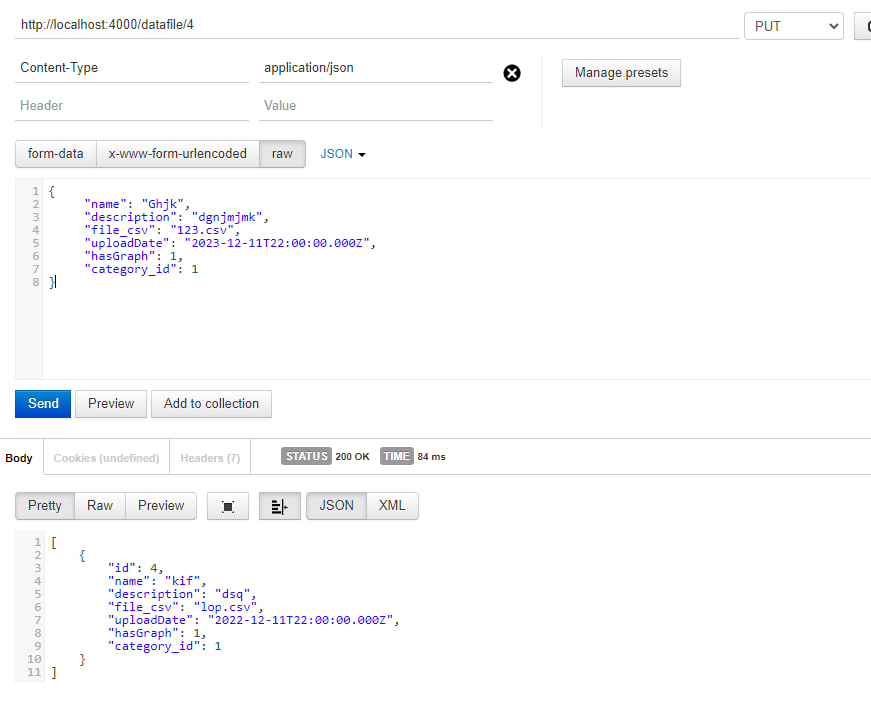 http://localhost:4000/datafile/4 PUT
Content-Type application/json Manage presets
Header Value
form-data x-www-form-urlencoded raw JSON
1 {
2 "name": "Ghjk",
3 "description": "dgnjmjmk",
4 "file_csv": "123.csv",
5 "uploadDate": "2023-12-11T22:00:00.000Z",
6 "hasGraph": 1,
7 "category_id": 1
8 }
Send Preview Add to collection
Body Cookies (undefined) Headers (7) STATUS 200 OK TIME 84 ms
Pretty Raw Preview JSON XML
1 [
2 {
3 "id": 4,
4 "name": "kif",
5 "description": "dsq",
6 "file_csv": "lop.csv",
7 "uploadDate": "2022-12-11T22:00:00.000Z",
8 "hasGraph": 1,
9 "category_id": 1
10 }
11 ]